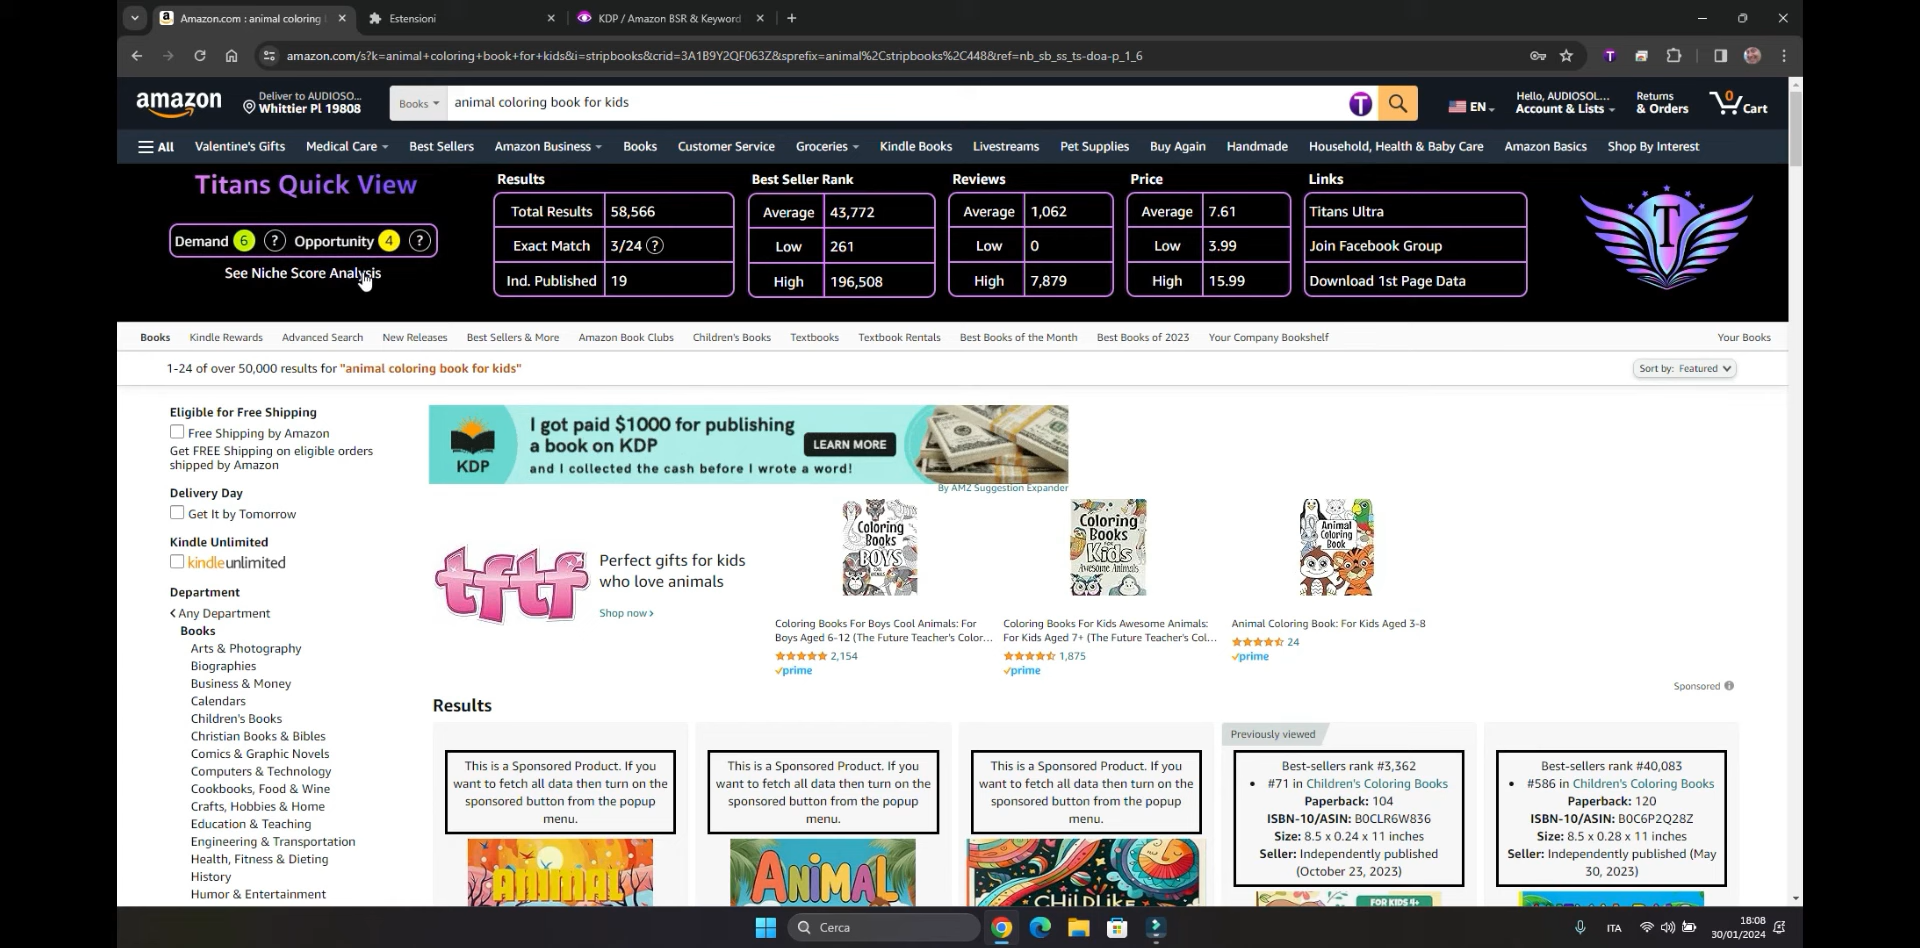 Amazon.com : animal coloring
Estensioni
KDP / Amazon BSR & Keyword
amazon.com/s?k=animal+coloring+book+for+kids&i=stripbooks&crid=3A1B9Y2QF063Z&sprefix=animal%2Cstripbooks%2C448&ref=nb_sb_ss_ts-doa-p_1_6
amazon
Deliver to AUDIOSO...
Whittier Pl 19808
Books
animal coloring book for kids
T
EN
Hello, AUDIOSOL...
Account & Lists
Returns
& Orders
0
Cart
All
Valentine's Gifts
Medical Care
Best Sellers
Amazon Business
Books
Customer Service
Groceries
Kindle Books
Livestreams
Pet Supplies
Buy Again
Handmade
Household, Health & Baby Care
Amazon Basics
Shop By Interest
Titans Quick View
Demand 6 ? Opportunity 4 ?
See Niche Score Analysis
Results
Total Results 58,566
Exact Match 3/24 ?
Ind. Published 19
Best Seller Rank
Average 43,772
Low 261
High 196,508
Reviews
Average 1,062
Low 0
High 7,879
Price
Average 7.61
Low 3.99
High 15.99
Links
Titans Ultra
Join Facebook Group
Download 1st Page Data
T
Books
Kindle Rewards
Advanced Search
New Releases
Best Sellers & More
Amazon Book Clubs
Children's Books
Textbooks
Textbook Rentals
Best Books of the Month
Best Books of 2023
Your Company Bookshelf
Your Books
1-24 of over 50,000 results for "animal coloring book for kids"
Sort by: Featured
Eligible for Free Shipping
Free Shipping by Amazon
Get FREE Shipping on eligible orders
shipped by Amazon
Delivery Day
Get It by Tomorrow
Kindle Unlimited
kindleunlimited
Department
Any Department
Books
Arts & Photography
Biographies
Business & Money
Calendars
Children's Books
Christian Books & Bibles
Comics & Graphic Novels
Computers & Technology
Cookbooks, Food & Wine
Crafts, Hobbies & Home
Education & Teaching
Engineering & Transportation
Health, Fitness & Dieting
History
Humor & Entertainment
KDP
I got paid $1000 for publishing
a book on KDP
and I collected the cash before I wrote a word!
LEARN MORE
By AMZ Suggestion Expander
tftf
Perfect gifts for kids
who love animals
Shop now
Coloring
Books
BOYS
Coloring
Books
Kids
Awesome Animals
Animal
Coloring
Book
Coloring Books For Boys Cool Animals: For
Boys Aged 6-12 (The Future Teacher's Color...
2,154
prime
Coloring Books For Kids Awesome Animals:
For Kids Aged 7+ (The Future Teacher's Col...
1,875
prime
Animal Coloring Book: For Kids Aged 3-8
24
prime
Sponsored
Results
This is a Sponsored Product. If you
want to fetch all data then turn on the
sponsored button from the popup
menu.
ANIMAL
This is a Sponsored Product. If you
want to fetch all data then turn on the
sponsored button from the popup
menu.
ANIMAL
This is a Sponsored Product. If you
want to fetch all data then turn on the
sponsored button from the popup
menu.
CHILDLIKE
Previously viewed
Best-sellers rank #3,362
• #71 in Children's Coloring Books
Paperback: 104
ISBN-10/ASIN: B0CLR6W836
Size: 8.5 x 0.24 x 11 inches
Seller: Independently published
(October 23, 2023)
FOR KIDS 4+
Best-sellers rank #40,083
• #586 in Children's Coloring Books
Paperback: 120
ISBN-10/ASIN: B0C6P2Q28Z
Size: 8.5 x 0.28 x 11 inches
Seller: Independently published (May
30, 2023)
Cerca
ITA
18:08
30/01/2024